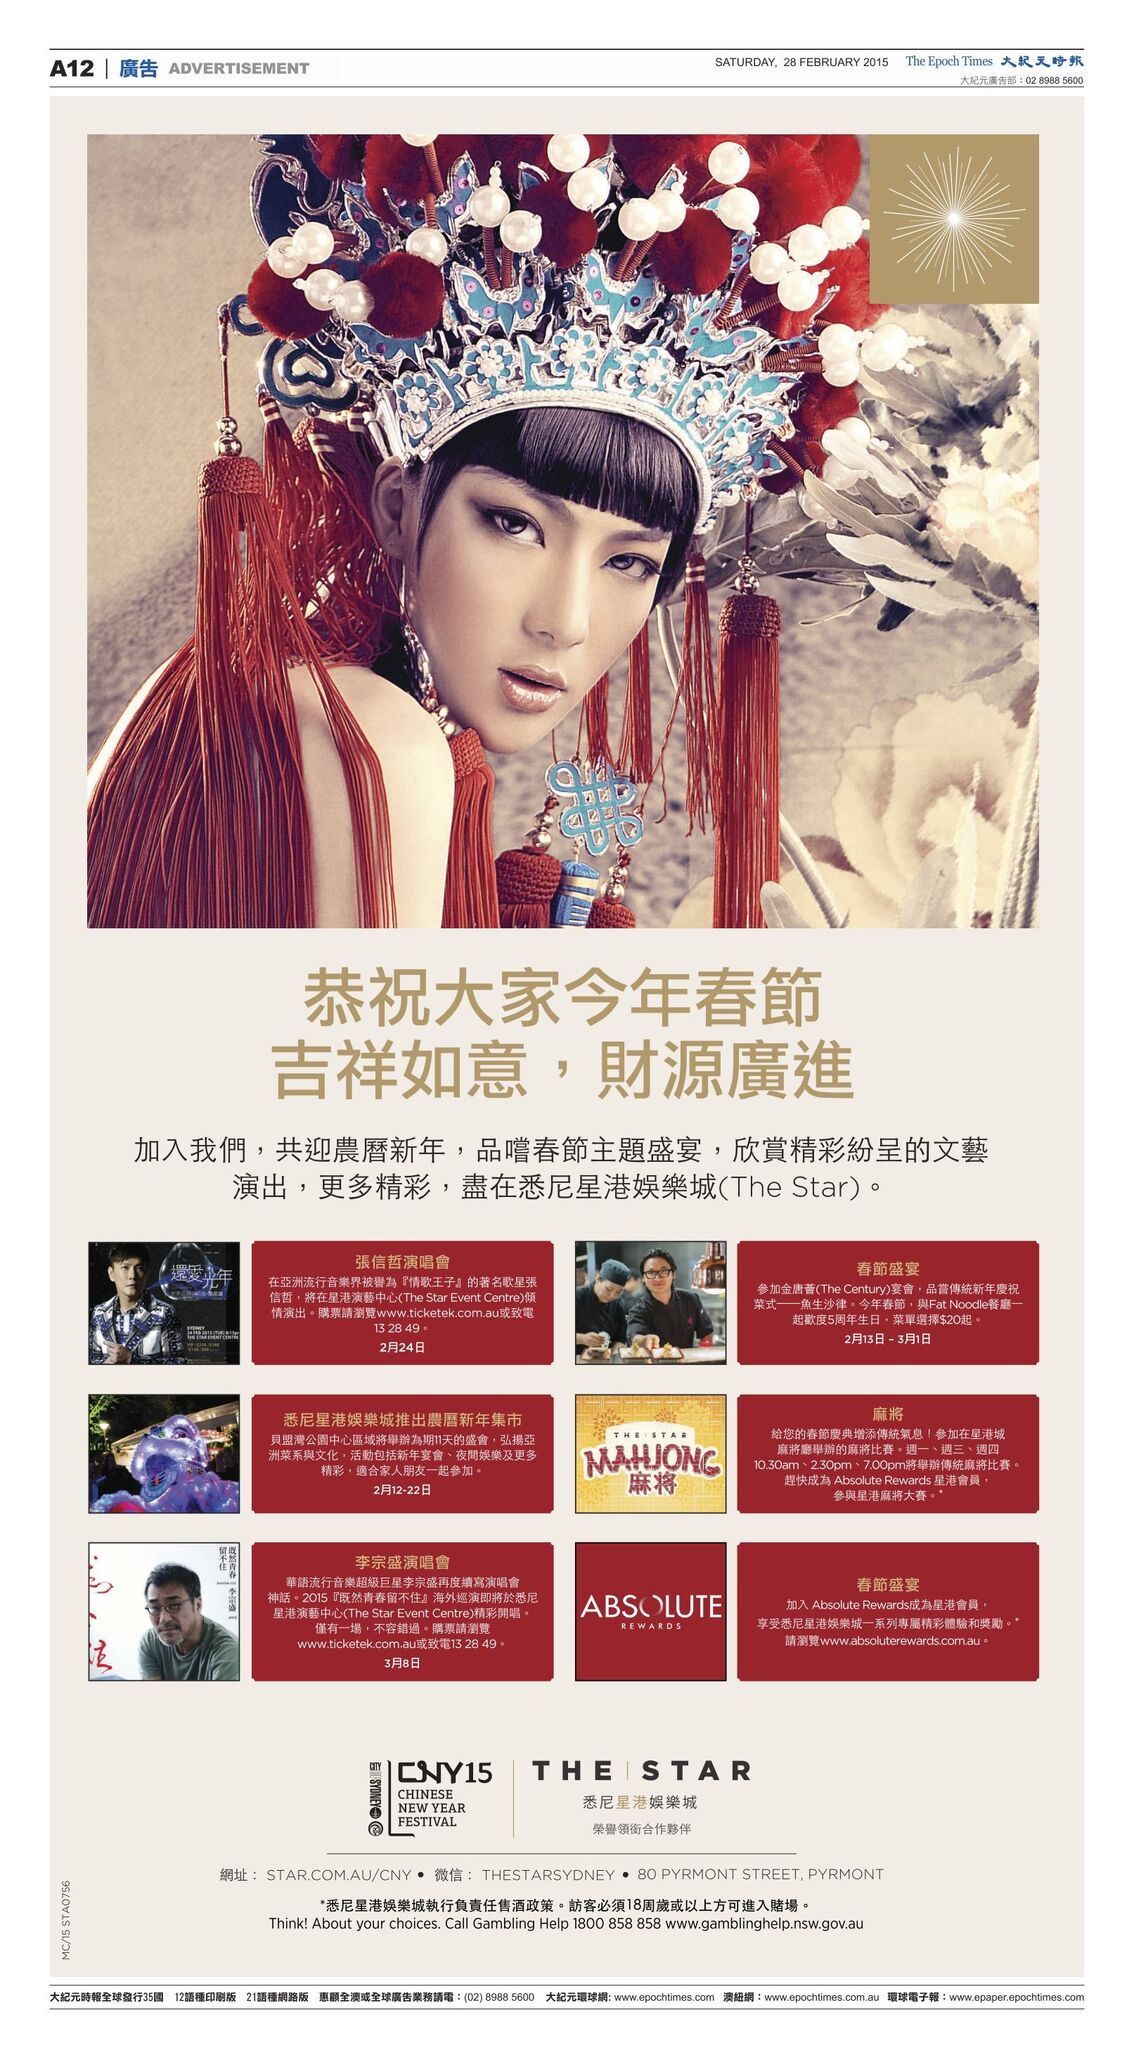 A12 | 廣告 ADVERTISEMENT
SATURDAY, 28 FEBRUARY 2015 The Epoch Times 大紀元時報
大紀元廣告部：02 8988 5600
恭祝大家今年春節
吉祥如意，財源廣進
加入我們，共迎農曆新年，品嚐春節主題盛宴，欣賞精彩紛呈的文藝
演出，更多精彩，盡在悉尼星港娛樂城(The Star)。
還愛光年
SYDNEY
24 FEB 2015 (TUE) 8:15pm
THE STAR EVENT CENTRE
張信哲演唱會
在亞洲流行音樂界被譽為『情歌王子』的著名歌星張
信哲，將在星港演藝中心(The Star Event Centre)傾
情演出。購票請瀏覽www.ticketek.com.au或致電
13 28 49。
2月24日
春節盛宴
參加金唐薈(The Century)宴會，品嘗傳統新年慶祝
菜式——魚生沙律。今年春節，與Fat Noodle餐廳一
起歡度5周年生日，菜單選擇$20起。
2月13日 – 3月1日
悉尼星港娛樂城推出農曆新年集市
貝盟灣公園中心區域將舉辦為期11天的盛會，弘揚亞
洲菜系與文化，活動包括新年宴會、夜間娛樂及更多
精彩，適合家人朋友一起參加。
2月12-22日
THE STAR
MAHJONG
麻將
麻將
給您的春節慶典增添傳統氣息！參加在星港城
麻將廳舉辦的麻將比賽。週一、週三、週四
10.30am、2.30pm、7.00pm將舉辦傳統麻將比賽。
趕快成為 Absolute Rewards 星港會員，
參與星港麻將大賽。*
既然青春
留不住
李宗盛
李宗盛演唱會
華語流行音樂超級巨星李宗盛再度續寫演唱會
神話。2015『既然青春留不住』海外巡演即將於悉尼
星港演藝中心(The Star Event Centre)精彩開唱。
僅有一場，不容錯過。購票請瀏覽
www.ticketek.com.au或致電13 28 49。
3月8日
ABSOLUTE
REWARDS
春節盛宴
加入 Absolute Rewards成為星港會員，
享受悉尼星港娛樂城一系列專屬精彩體驗和獎勵。*
請瀏覽www.absoluterewards.com.au。
CITY OF SYDNEY
CNY15
CHINESE
NEW YEAR
FESTIVAL
THE | STAR
悉尼星港娛樂城
榮譽領銜合作夥伴
網址： STAR.COM.AU/CNY • 微信： THESTARSYDNEY • 80 PYRMONT STREET, PYRMONT
*悉尼星港娛樂城執行負責任售酒政策。訪客必須18周歲或以上方可進入賭場。
Think! About your choices. Call Gambling Help 1800 858 858 www.gamblinghelp.nsw.gov.au
MC/15 STA0756
大紀元時報全球發行35國 12語種印刷版 21語種網路版 惠顧全澳或全球廣告業務請電：(02) 8988 5600 大紀元環球網: www.epochtimes.com 澳紐網：www.epochtimes.com.au 環球電子報：www.epaper.epochtimes.com